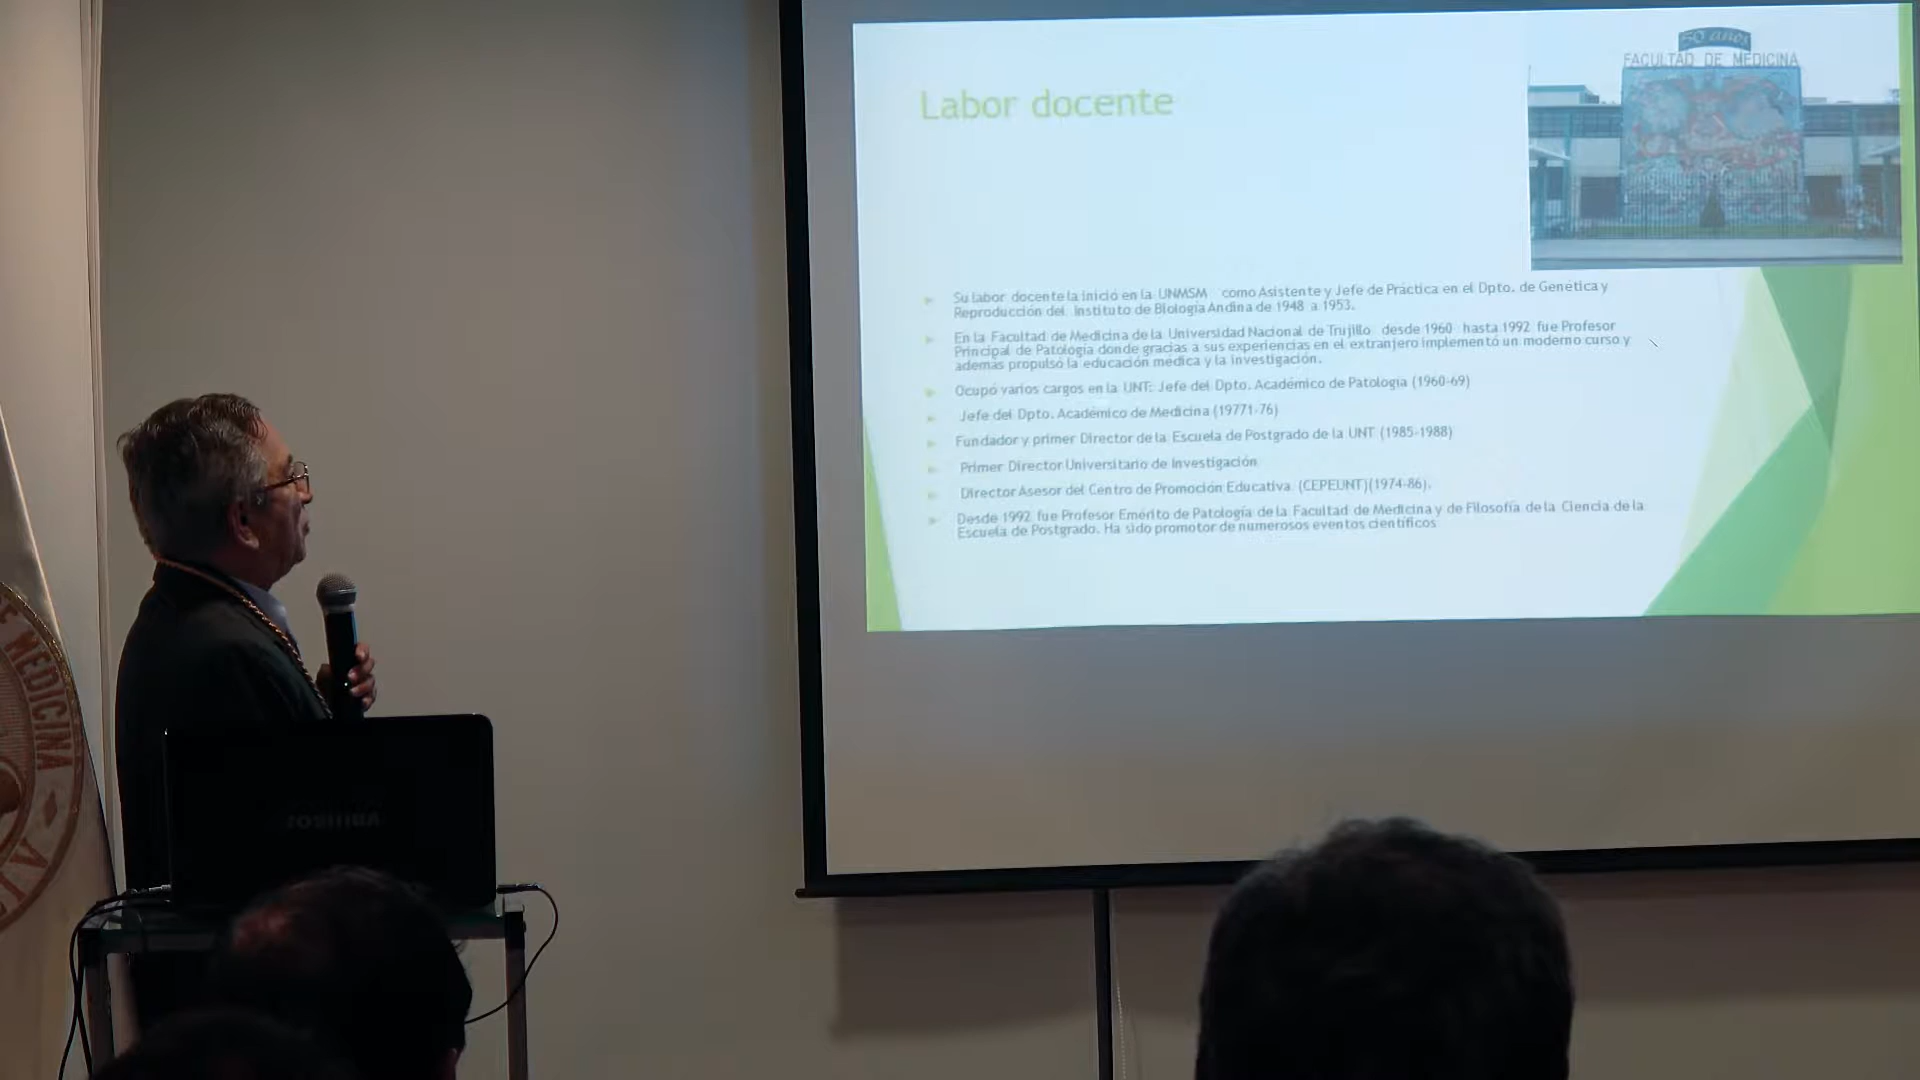 50 años
FACULTAD DE MEDICINA
Labor docente
Su labor docente la inició en la UNMSM como Asistente y Jefe de Práctica en el Dpto. de Genética y
Reproducción del Instituto de Biología Andina de 1948 a 1953.
En la Facultad de Medicina de la Universidad Nacional de Trujillo desde 1960 hasta 1992 fue Profesor
Principal de Patología donde gracias a sus experiencias en el extranjero implementó un moderno curso y
además propulsó la educación médica y la investigación.
Ocupó varios cargos en la UNT: Jefe del Dpto. Académico de Patología (1960-69)
Jefe del Dpto. Académico de Medicina (19771-76)
Fundador y primer Director de la Escuela de Postgrado de la UNT (1985-1988)
Primer Director Universitario de Investigación
Director Asesor del Centro de Promoción Educativa (CEPEUNT)(1974-86).
Desde 1992 fue Profesor Emérito de Patología de la Facultad de Medicina y de Filosofía de la Ciencia de la
Escuela de Postgrado. Ha sido promotor de numerosos eventos científicos
DE MEDICINA